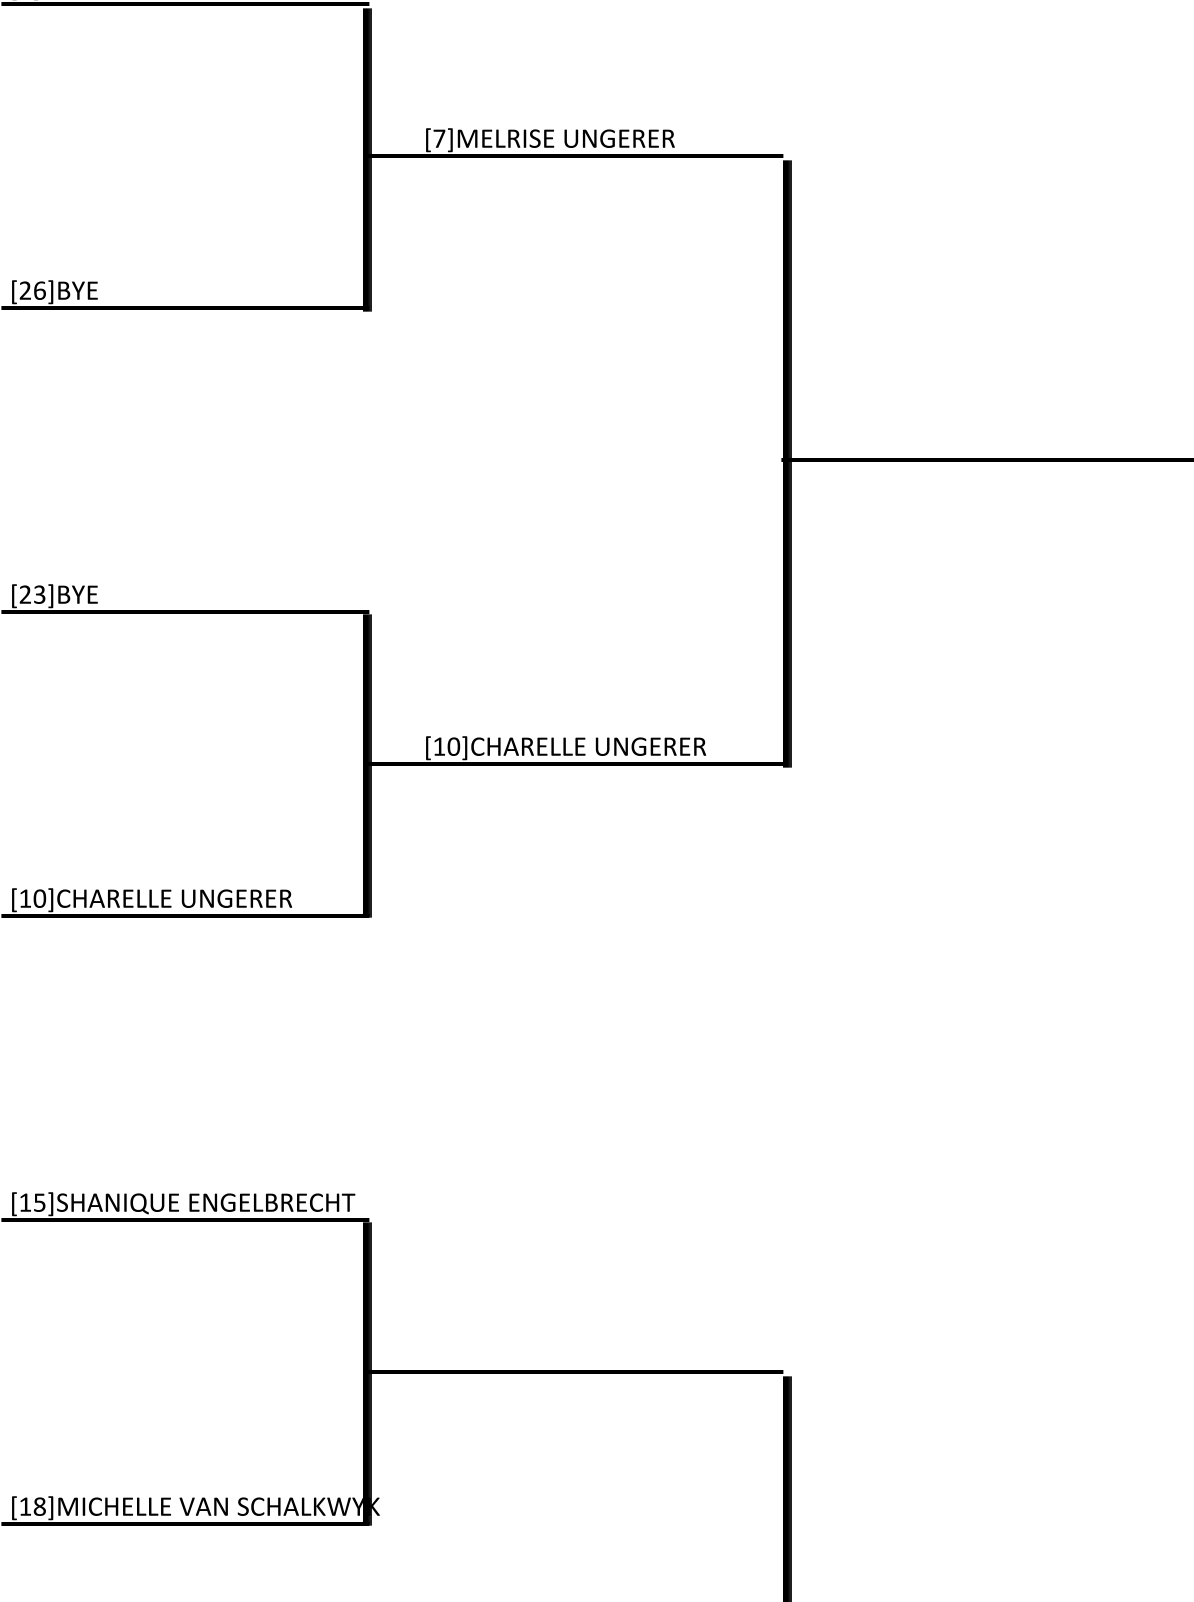 [7]MELRISE UNGERER
[26]BYE
[23]BYE
[10]CHARELLE UNGERER
[10]CHARELLE UNGERER
[15]SHANIQUE ENGELBRECHT
[18]MICHELLE VAN SCHALKWYK